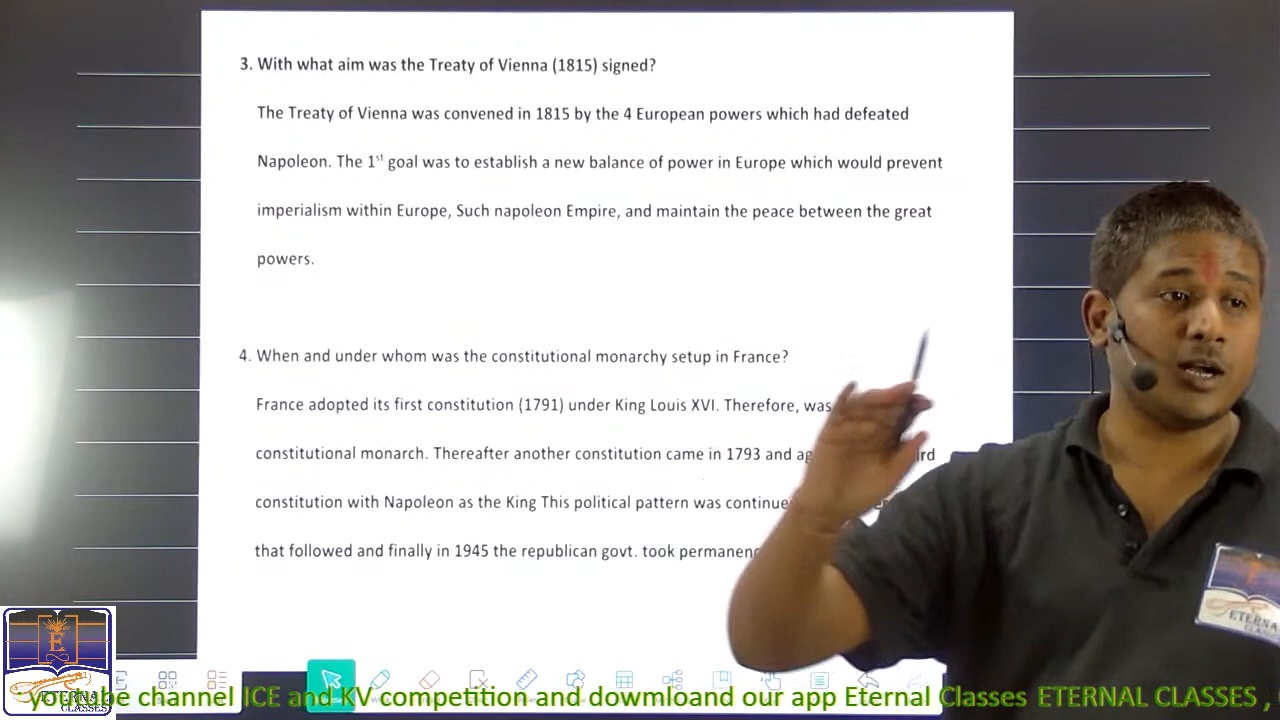 3. With what aim was the Treaty of Vienna (1815) signed?
The Treaty of Vienna was convened in 1815 by the 4 European powers which had defeated
Napoleon. The 1st goal was to establish a new balance of power in Europe which would prevent
imperialism within Europe, Such napoleon Empire, and maintain the peace between the great
powers.
4. When and under whom was the constitutional monarchy setup in France?
France adopted its first constitution (1791) under King Louis XVI. Therefore, was
constitutional monarch. Thereafter another constitution came in 1793 and
constitution with Napoleon as the King This political pattern was
that followed and finally in 1945 the republican govt. took
E
ETERNAL
CLASSES
youtube channel ICE and KV competition and dowmloand our app Eternal Classes ETERNAL CLASSES ,